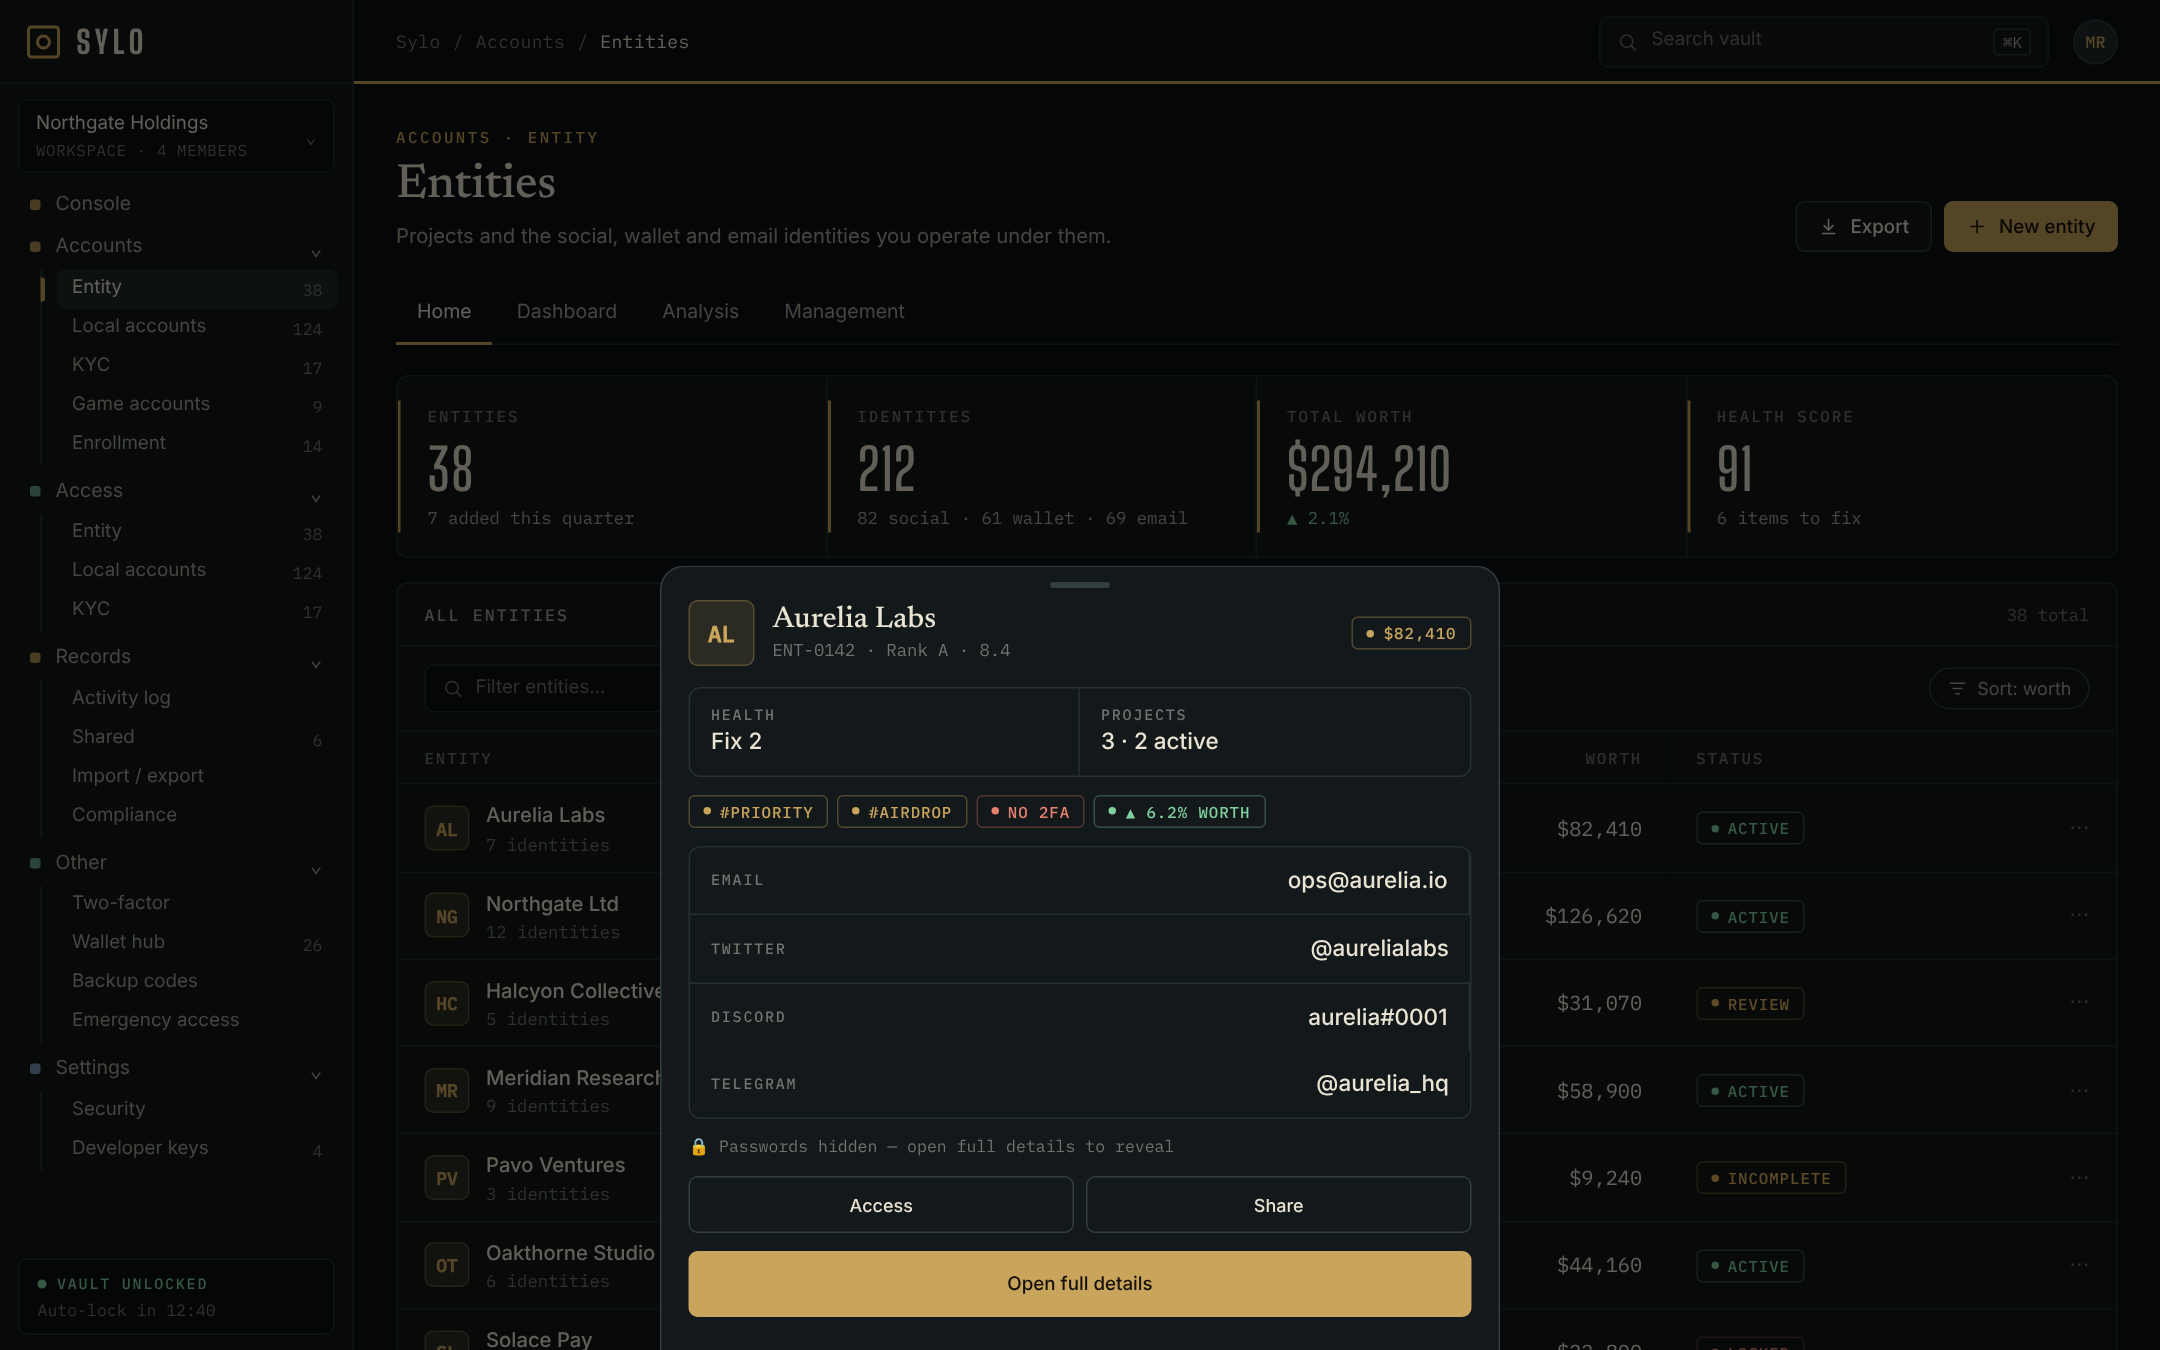 SYLO
Sylo / Accounts / Entities
Search vault
⌘K
MR
Northgate Holdings
WORKSPACE · 4 MEMBERS
Console
Accounts
Entity 38
Local accounts 124
KYC 17
Game accounts 9
Enrollment 14
Access
Entity 38
Local accounts 124
KYC 17
Records
Activity log
Shared 6
Import / export
Compliance
Other
Two-factor
Wallet hub 26
Backup codes
Emergency access
Settings
Security
Developer keys 4
VAULT UNLOCKED
Auto-lock in 12:40
ACCOUNTS · ENTITY
Entities
Projects and the social, wallet and email identities you operate under them.
Export
+ New entity
Home Dashboard Analysis Management
ENTITIES
38
7 added this quarter
IDENTITIES
212
82 social · 61 wallet · 69 email
TOTAL WORTH
$294,210
▲ 2.1%
HEALTH SCORE
91
6 items to fix
ALL ENTITIES
38 total
Filter entities...
Sort: worth
ENTITY WORTH STATUS
AL Aurelia Labs $82,410 ACTIVE ···
7 identities
NG Northgate Ltd $126,620 ACTIVE ···
12 identities
HC Halcyon Collective $31,070 REVIEW ···
5 identities
MR Meridian Research $58,900 ACTIVE ···
9 identities
PV Pavo Ventures $9,240 INCOMPLETE ···
3 identities
OT Oakthorne Studio $44,160 ACTIVE ···
6 identities
Solace Pay
AL
Aurelia Labs
ENT-0142 · Rank A · 8.4
$82,410
HEALTH
Fix 2
PROJECTS
3 · 2 active
#PRIORITY
#AIRDROP
NO 2FA
▲ 6.2% WORTH
EMAIL ops@aurelia.io
TWITTER @aurelialabs
DISCORD aurelia#0001
TELEGRAM @aurelia_hq
🔒 Passwords hidden — open full details to reveal
Access
Share
Open full details